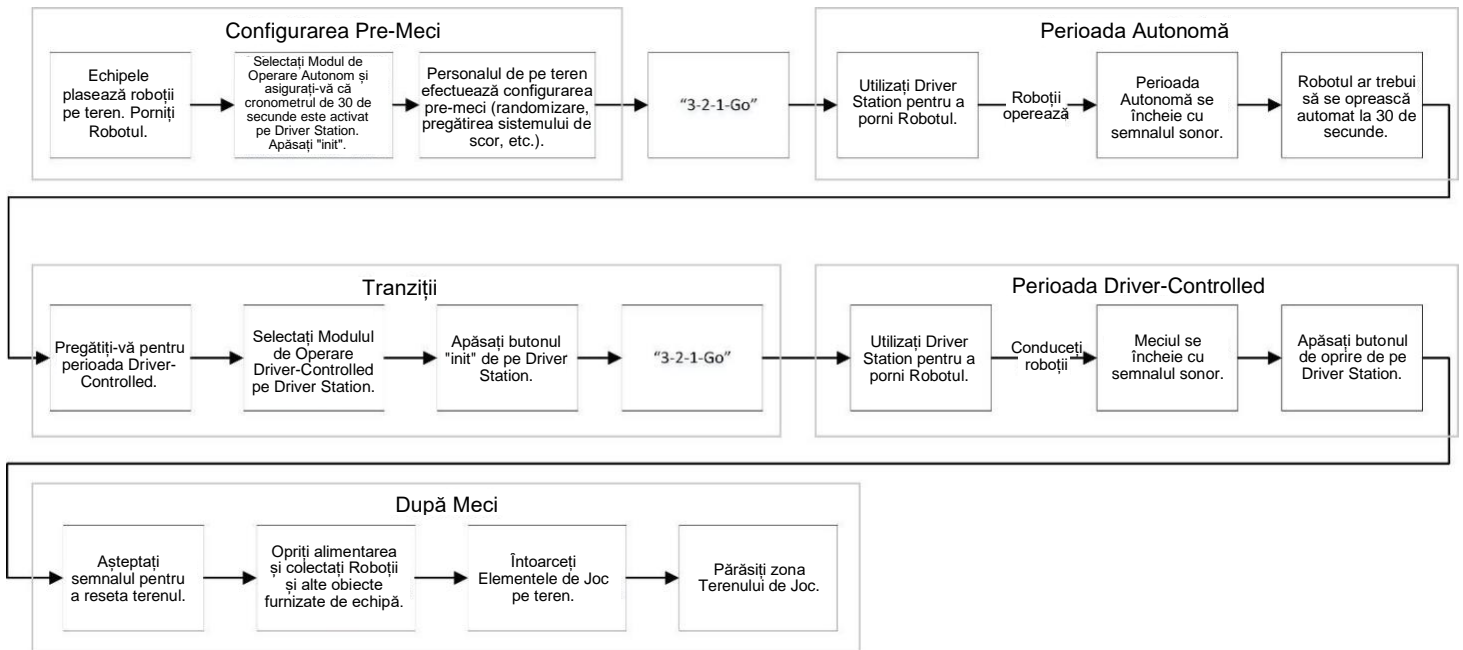 Configurarea Pre-Meci
Echipele
plasează roboții
pe teren. Porniți
Robotul.
Selectați Modul de
Operare Autonom și
asigurați-vă că
cronometrul de 30 de
secunde este activat
pe Driver Station.
Apăsați "init".
Personalul de pe teren
efectuează configurarea
pre-meci (randomizare,
pregătirea sistemului de
scor, etc.).
“3-2-1-Go”
Perioada Autonomă
Utilizați Driver
Station pentru a
porni Robotul.
Roboții
operează
Perioada
Autonomă se
încheie cu
semnalul sonor.
Robotul ar trebui
să se oprească
automat la 30 de
secunde.
Tranziții
Pregătiți-vă pentru
perioada Driver-
Controlled.
Selectați Modulul
de Operare
Driver-Controlled
pe Driver Station.
Apăsați butonul
"init" de pe Driver
Station.
“3-2-1-Go”
Perioada Driver-Controlled
Utilizați Driver
Station pentru a
porni Robotul.
Conduceți
roboții
Meciul se
încheie cu
semnalul sonor.
Apăsați butonul
de oprire de pe
Driver Station.
După Meci
Așteptați
semnalul pentru
a reseta terenul.
Opriți alimentarea
și colectați Roboții
și alte obiecte
furnizate de echipă.
Întoarceți
Elementele de Joc
pe teren.
Părăsiți zona
Terenului de Joc.